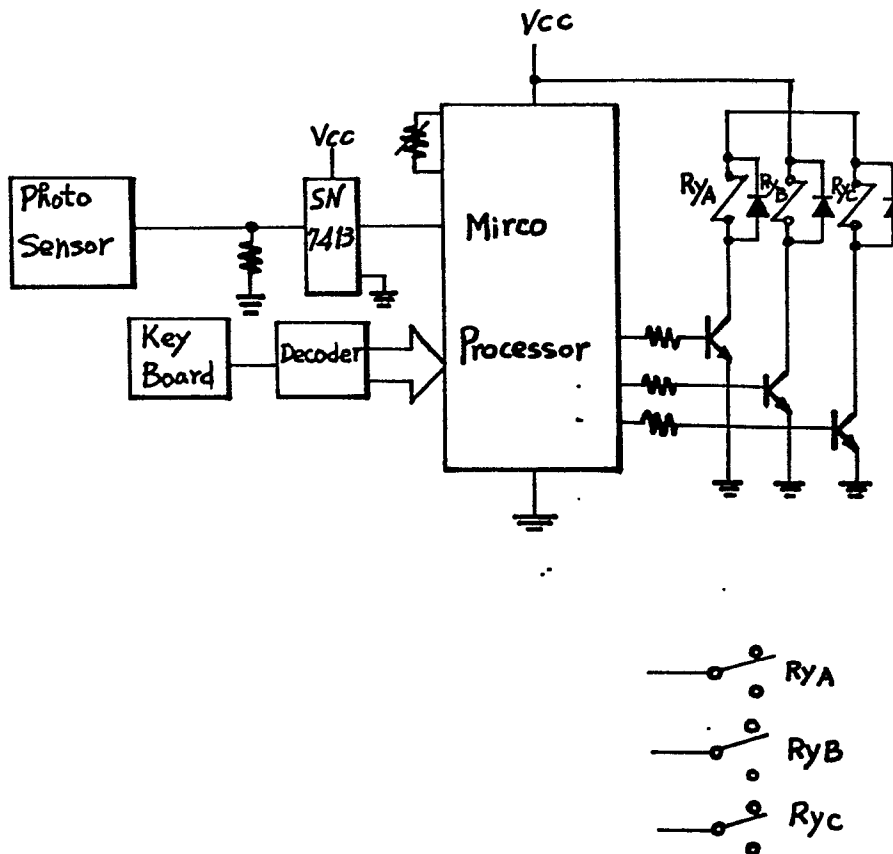 Vcc
Vcc
Photo
Sensor
SN
7413
Mirco
Processor
Key
Board
Decoder
RyA
RyB
RyC
RyA
RyB
RyC